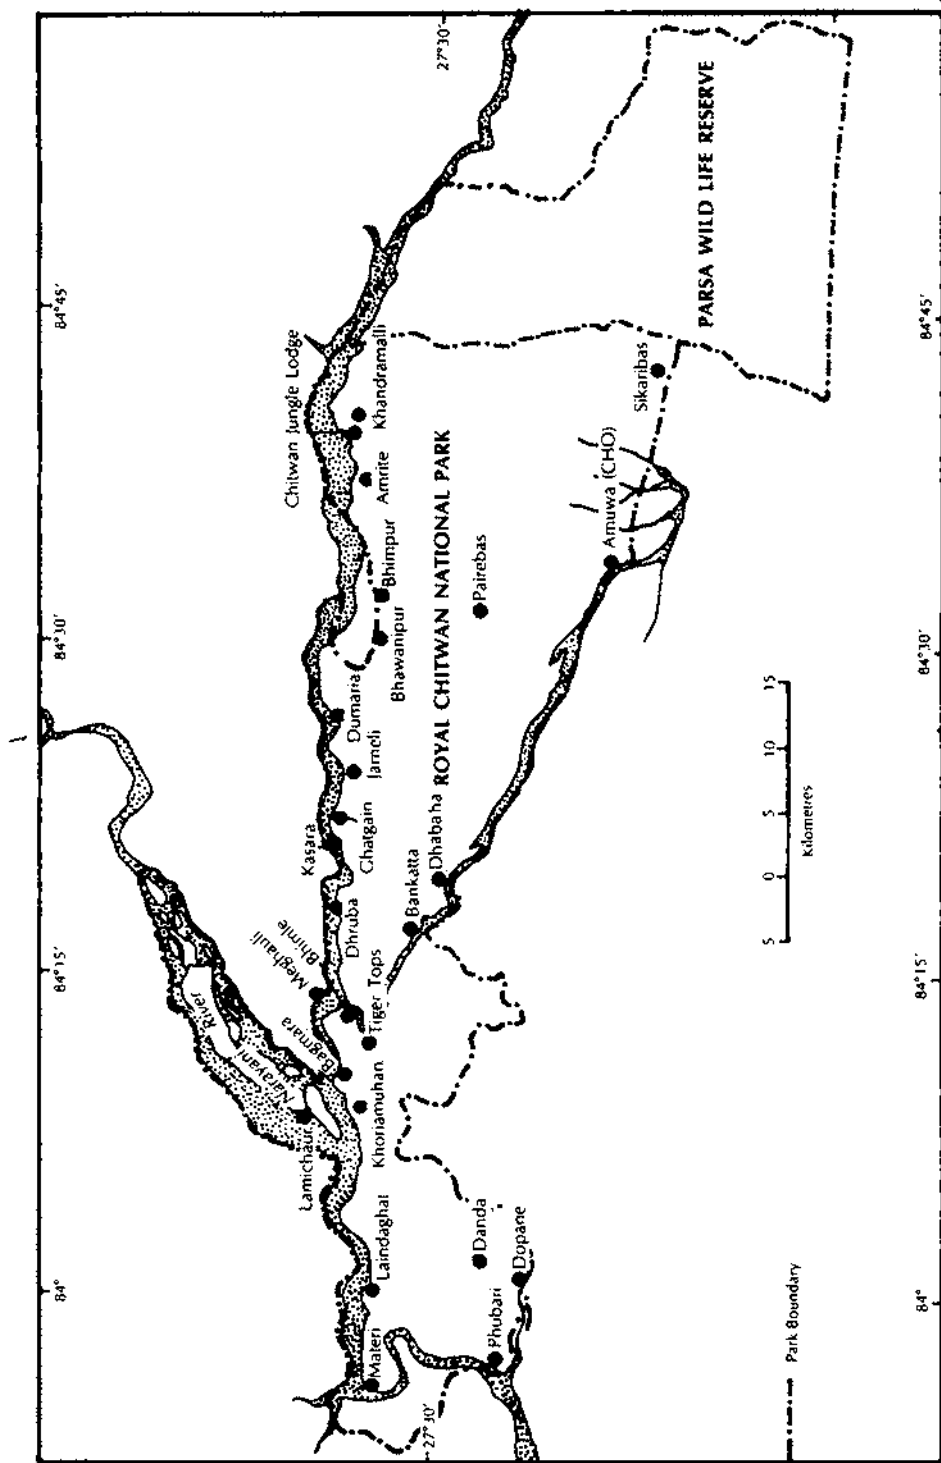 84°
84°15′
84°30′
84°45′
27°30′
Narayani
River
Lamichaur
Meghauli
Bhimle
Bagmara
Kasara
Chitwan Jungle Lodge
Materi
Laindaghat
Khoriamuhan
Tiger Tops
Dhruba
Ghatgain
Jarneli
Dumaria
Bhawanipur
Bhimpur
Amrite
Khandramalli
Bankatta
Dhabaha
ROYAL CHITWAN NATIONAL PARK
Pairebas
Danda
Phubari
Dopane
27°30′
Amuwa (CHO)
Sikaribas
PARSA WILD LIFE RESERVE
5 0 5 10 15
Kilometres
Park Boundary
84°
84°15′
84°30′
84°45′